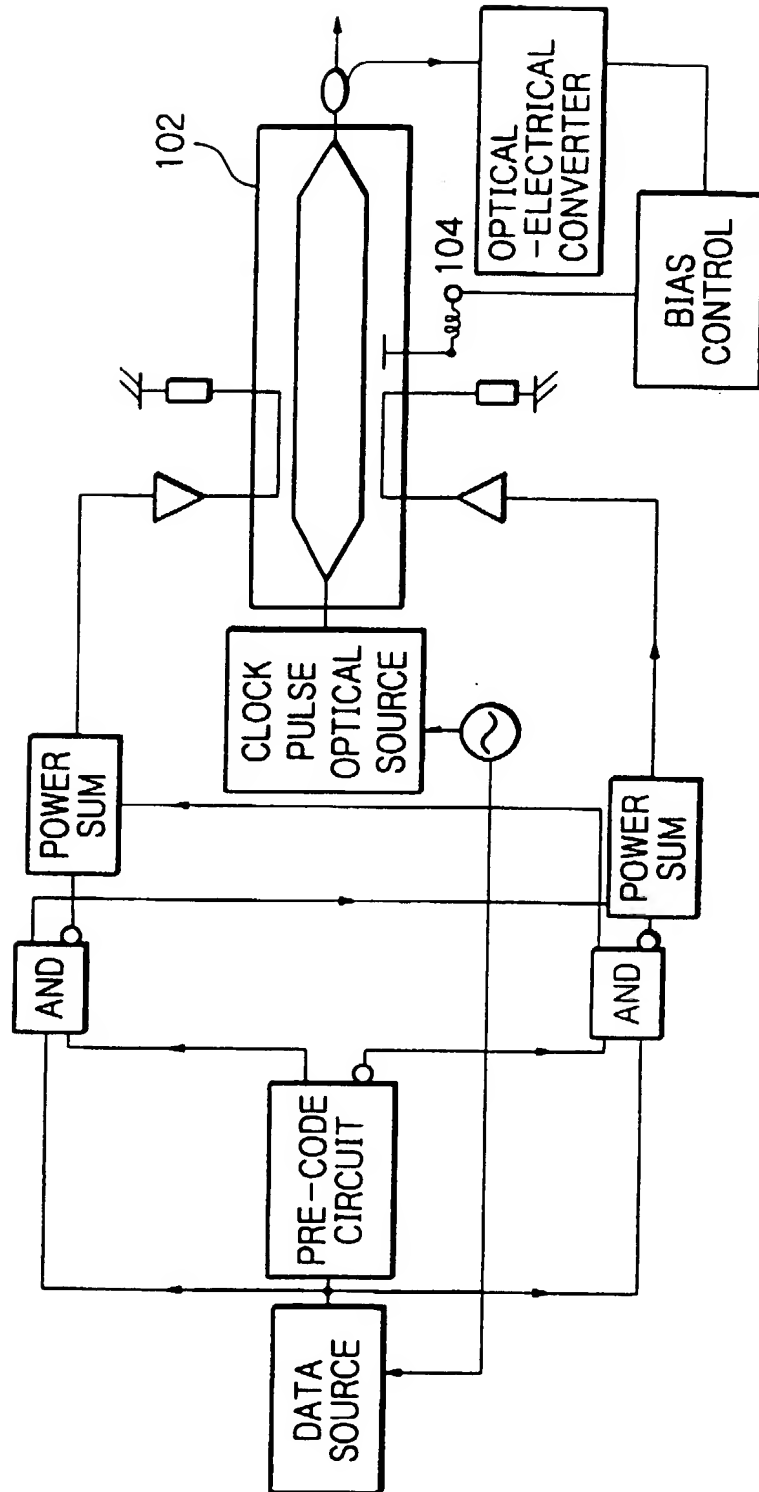 DATA
SOURCE
PRE-CODE
CIRCUIT
AND
AND
POWER
SUM
POWER
SUM
CLOCK
PULSE
OPTICAL
SOURCE
102
104
OPTICAL
-ELECTRICAL
CONVERTER
BIAS
CONTROL